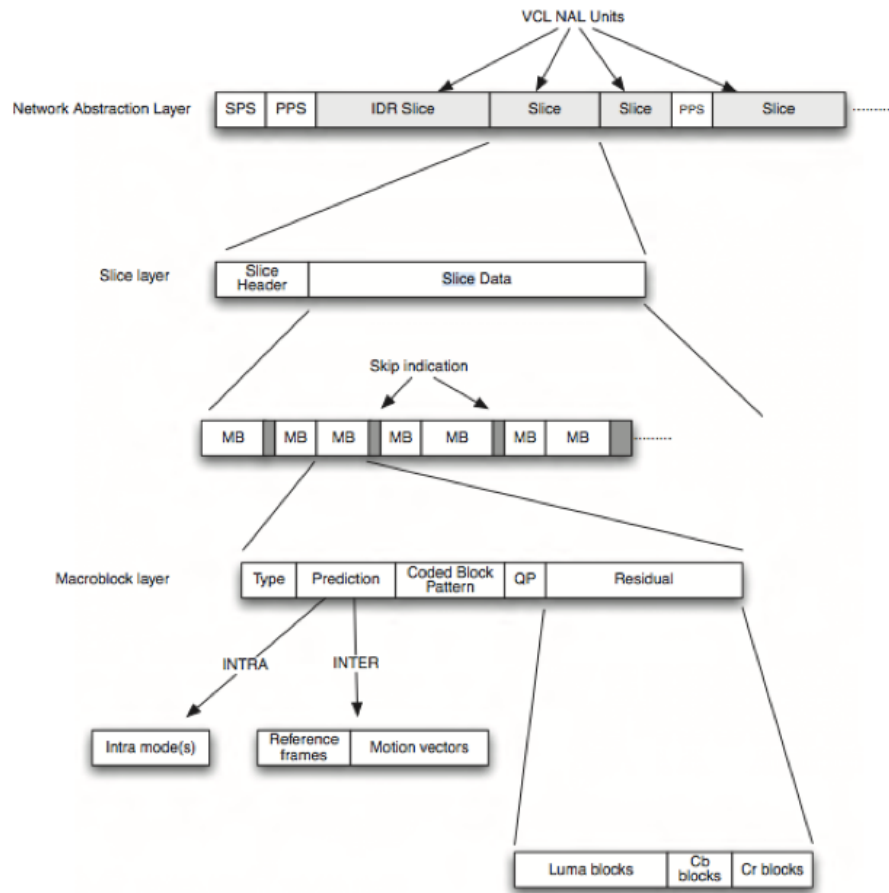 VCL NAL Units
Network Abstraction Layer
SPS PPS IDR Slice Slice Slice PPS Slice
Slice layer
Slice
Header
Slice Data
Skip indication
MB MB MB MB MB MB MB
Macroblock layer
Type Prediction
Coded Block
Pattern
QP Residual
INTRA INTER
Intra mode(s)
Reference
frames
Motion vectors
Luma blocks
Cb
blocks
Cr blocks